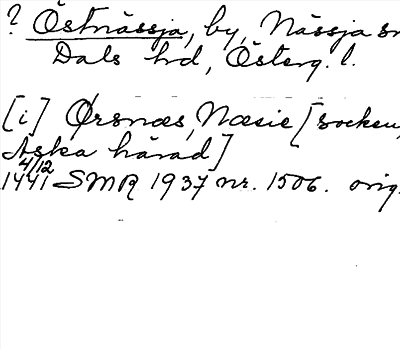 ? Östnässja, by, Nässja sn
Dals hd, Österg. l.
[i] Ørsnæs, Næsie [socken,
Aska härad]
4/12
1441 SMR 1937 nr. 1506. orig.